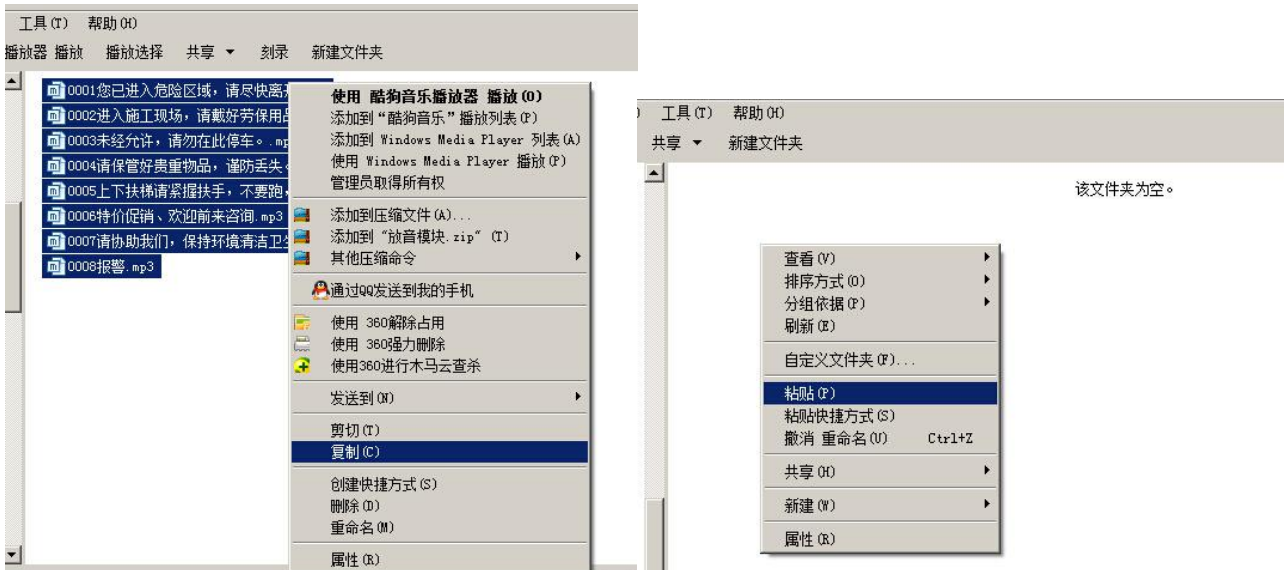 工具(T) 帮助(H)
播放器 播放 播放选择 共享 刻录 新建文件夹
0001您已进入危险区域，请尽快离
0002进入施工现场，请戴好劳保用品
0003未经允许，请勿在此停车。.mp
0004请保管好贵重物品，谨防丢失。
0005上下扶梯请紧握扶手，不要跑，
0006特价促销、欢迎前来咨询.mp3
0007请协助我们，保持环境清洁卫生
0008报警.mp3
使用 酷狗音乐播放器 播放(O)
添加到“酷狗音乐”播放列表(P)
添加到 Windows Media Player 列表(A)
使用 Windows Media Player 播放(P)
管理员取得所有权
添加到压缩文件(A)...
添加到 “放音模块.zip” (T)
其他压缩命令
通过QQ发送到我的手机
使用 360解除占用
使用 360强力删除
使用360进行木马云查杀
发送到(N)
剪切(T)
复制(C)
创建快捷方式(S)
删除(D)
重命名(M)
属性(R)
工具(T) 帮助(H)
共享 新建文件夹
该文件夹为空。
查看(V)
排序方式(O)
分组依据(P)
刷新(E)
自定义文件夹(F)...
粘贴(P)
粘贴快捷方式(S)
撤消 重命名(U) Ctrl+Z
共享(H)
新建(W)
属性(R)